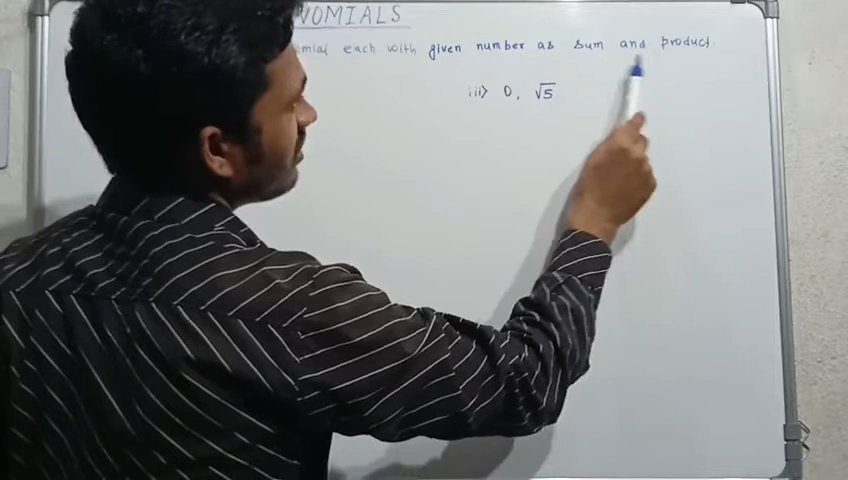 NOMIALS
omial each with given number as sum and product.
iii> 0, √5